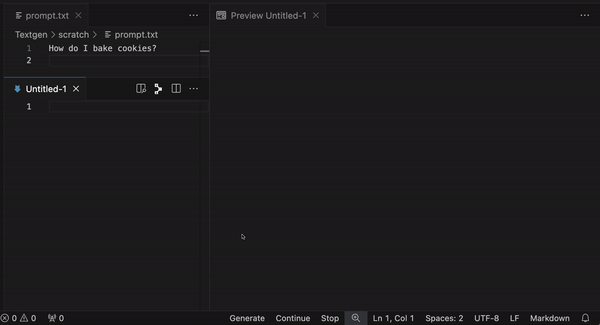 prompt.txt
Textgen > scratch > prompt.txt
1 How do I bake cookies?
2
Untitled-1
1
Preview Untitled-1
0 0 0 Generate Continue Stop Ln 1, Col 1 Spaces: 2 UTF-8 LF Markdown